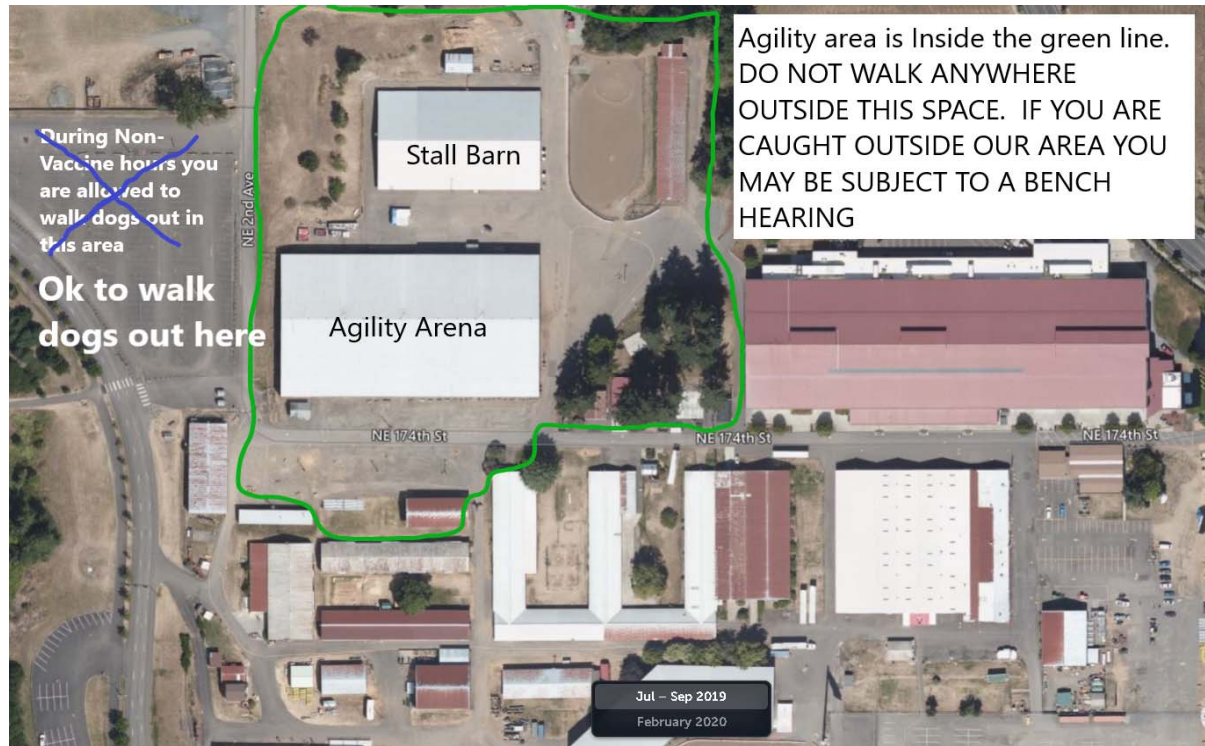 Agility area is Inside the green line.
DO NOT WALK ANYWHERE
OUTSIDE THIS SPACE.  IF YOU ARE
CAUGHT OUTSIDE OUR AREA YOU
MAY BE SUBJECT TO A BENCH
HEARING
During Non-
Vaccine hours you
are allowed to
walk dogs out in
this area
Ok to walk
dogs out here
NE 2nd Ave
Stall Barn
Agility Arena
NE 174th St
NE 174th St
NE 174th St
Jul – Sep 2019
February 2020